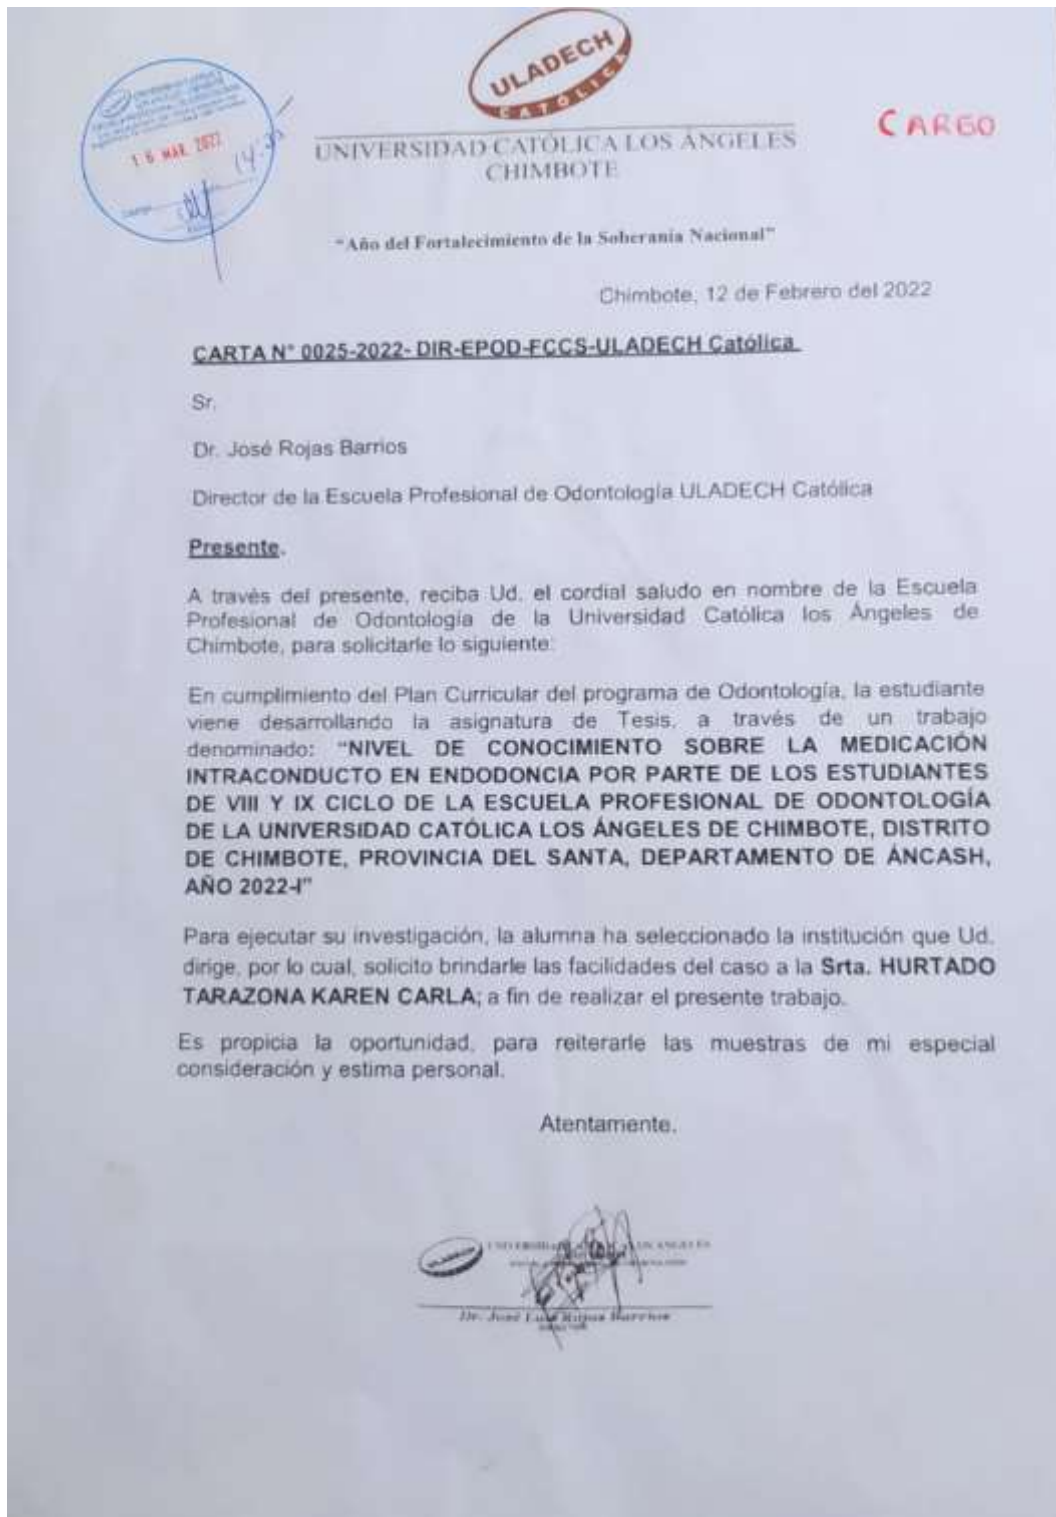 ULADECH
CATÓLICA
CARGO
16 MAR. 2022
UNIVERSIDAD CATÓLICA LOS ÁNGELES
CHIMBOTE
"Año del Fortalecimiento de la Soberanía Nacional"
Chimbote, 12 de Febrero del 2022
CARTA N° 0025-2022- DIR-EPOD-FCCS-ULADECH Católica
Sr.
Dr. José Rojas Barrios
Director de la Escuela Profesional de Odontología ULADECH Católica
Presente.
A través del presente, reciba Ud. el cordial saludo en nombre de la Escuela
Profesional de Odontología de la Universidad Católica los Ángeles de
Chimbote, para solicitarle lo siguiente:
En cumplimiento del Plan Curricular del programa de Odontología, la estudiante
viene desarrollando la asignatura de Tesis, a través de un trabajo
denominado: "NIVEL DE CONOCIMIENTO SOBRE LA MEDICACIÓN
INTRACONDUCTO EN ENDODONCIA POR PARTE DE LOS ESTUDIANTES
DE VIII Y IX CICLO DE LA ESCUELA PROFESIONAL DE ODONTOLOGÍA
DE LA UNIVERSIDAD CATÓLICA LOS ÁNGELES DE CHIMBOTE, DISTRITO
DE CHIMBOTE, PROVINCIA DEL SANTA, DEPARTAMENTO DE ÁNCASH,
AÑO 2022-I"
Para ejecutar su investigación, la alumna ha seleccionado la institución que Ud.
dirige, por lo cual, solicito brindarle las facilidades del caso a la Srta. HURTADO
TARAZONA KAREN CARLA; a fin de realizar el presente trabajo.
Es propicia la oportunidad, para reiterarle las muestras de mi especial
consideración y estima personal.
Atentamente.
ULADECH
Dr. José Luis Rojas Barrios